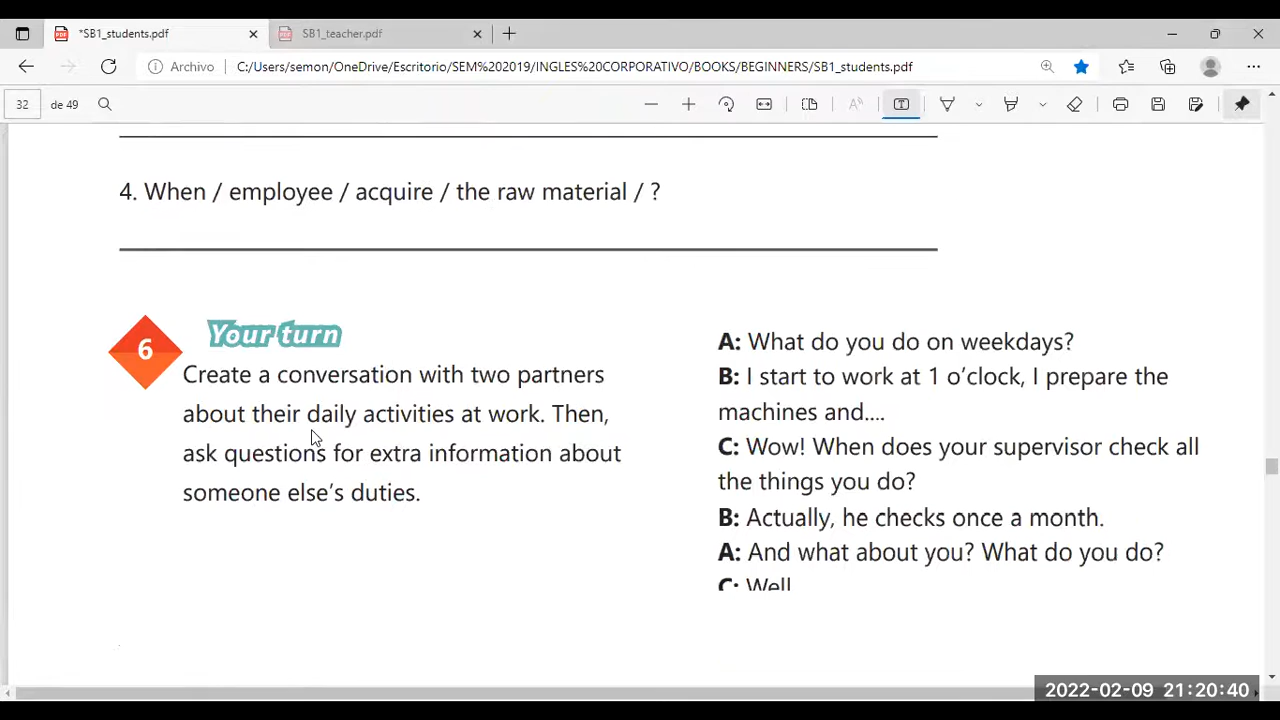 *SB1_students.pdf
SB1_teacher.pdf
Archivo
C:/Users/semon/OneDrive/Escritorio/SEM%202019/INGLES%20CORPORATIVO/BOOKS/BEGINNERS/SB1_students.pdf
32 de 49
4. When / employee / acquire / the raw material / ?
6
Your turn
Create a conversation with two partners
about their daily activities at work. Then,
ask questions for extra information about
someone else's duties.
A: What do you do on weekdays?
B: I start to work at 1 o'clock, I prepare the
machines and....
C: Wow! When does your supervisor check all
the things you do?
B: Actually, he checks once a month.
A: And what about you? What do you do?
C: Well
2022-02-09 21:20:40